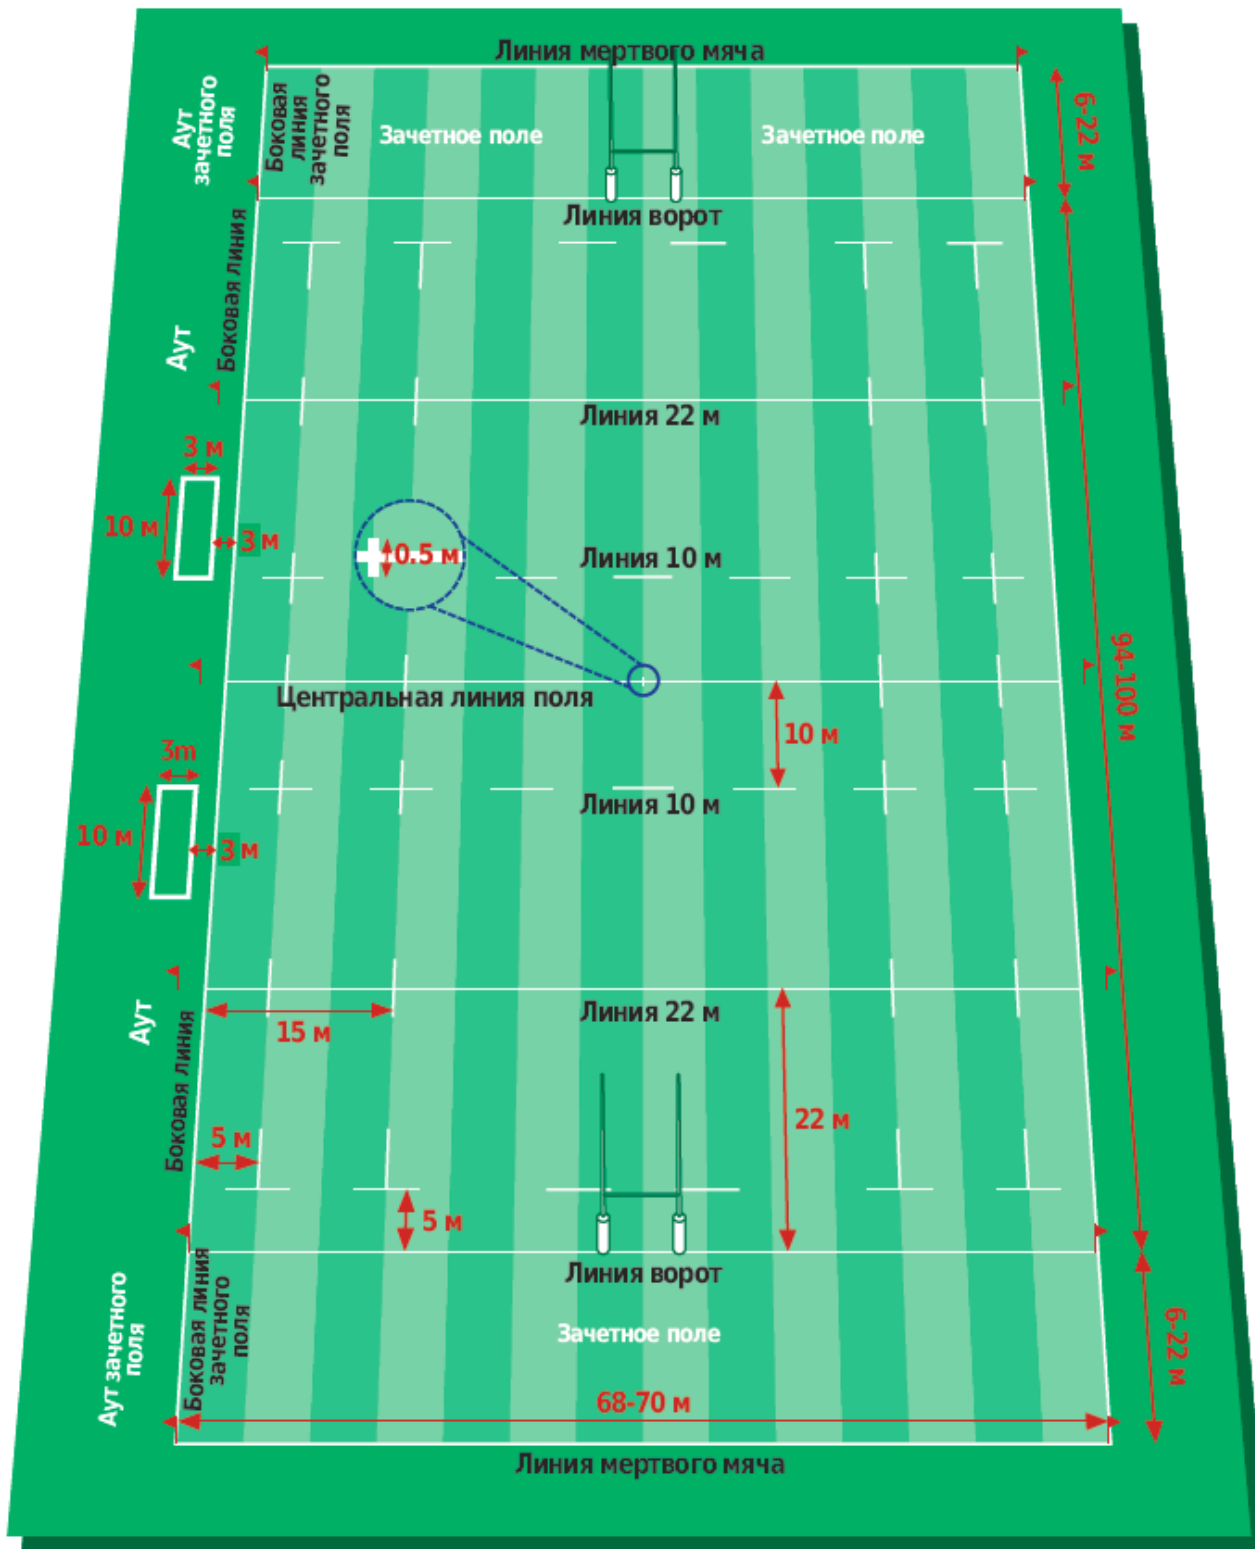 Линия мертвого мяча
Аут
зачетного
поля
Боковая
линия
зачетного
поля
Зачетное поле
Зачетное поле
6-22 м
Линия ворот
Боковая линия
Аут
Линия 22 м
3 м
10 м
3 м
0.5 м
Линия 10 м
94-100 м
Центральная линия поля
10 м
3m
10 м
3 м
Линия 10 м
Аут
Боковая линия
15 м
Линия 22 м
22 м
5 м
5 м
Линия ворот
Аут зачетного
поля
Боковая линия
зачетного
поля
Зачетное поле
6-22 м
68-70 м
Линия мертвого мяча